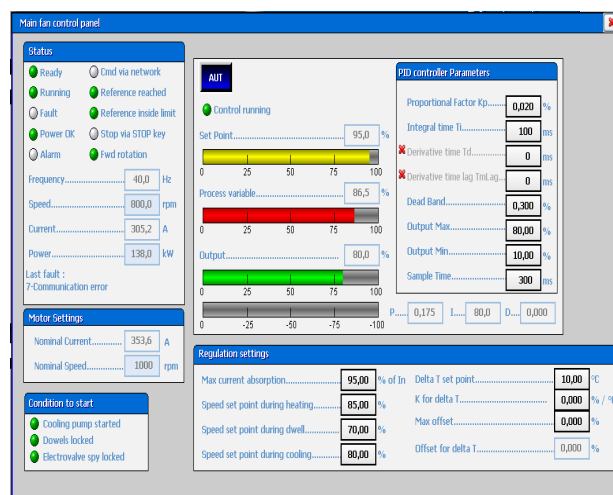 Main fan control panel
Status
Ready
Cmd via network
Running
Reference reached
Fault
Reference inside limit
Power OK
Stop via STOP key
Alarm
Fwd rotation
Frequency............ 40,0 Hz
Speed............ 800,0 rpm
Current............ 305,2 A
Power............ 138,0 kW
Last fault :
7-Communication error
Motor Settings
Nominal Current........ 353,6 A
Nominal Speed........ 1000 rpm
Condition to start
Cooling pump started
Dowels locked
Electrovalve spy locked
AUT
Control running
Set Point............ 95,0 %
0 25 50 75 100
Process variable............ 86,5 %
0 25 50 75 100
Output............ 80,0 %
0 25 50 75 100
0 -25 -50 -75 -100
P..... 0,175 I..... 80,0 D.... 0,000
PID controller Parameters
Proportional Factor Kp...... 0,020 %
Integral time Ti............ 100 ms
Derivative time Td........ 0 ms
Derivative time lag TmLag... 0 ms
Dead Band............ 0,300 %
Output Max............ 80,00 %
Output Min............ 10,00 %
Sample Time............ 300 ms
Regulation settings
Max current absorption............ 95,00 % of In
Speed set point during heating.... 85,00 %
Speed set point during dwell...... 70,00 %
Speed set point during cooling.... 80,00 %
Delta T set point............ 10,00 °C
K for delta T............ 0,000
Max offset............ 0,000 %
Offset for delta T............ 0,000 %